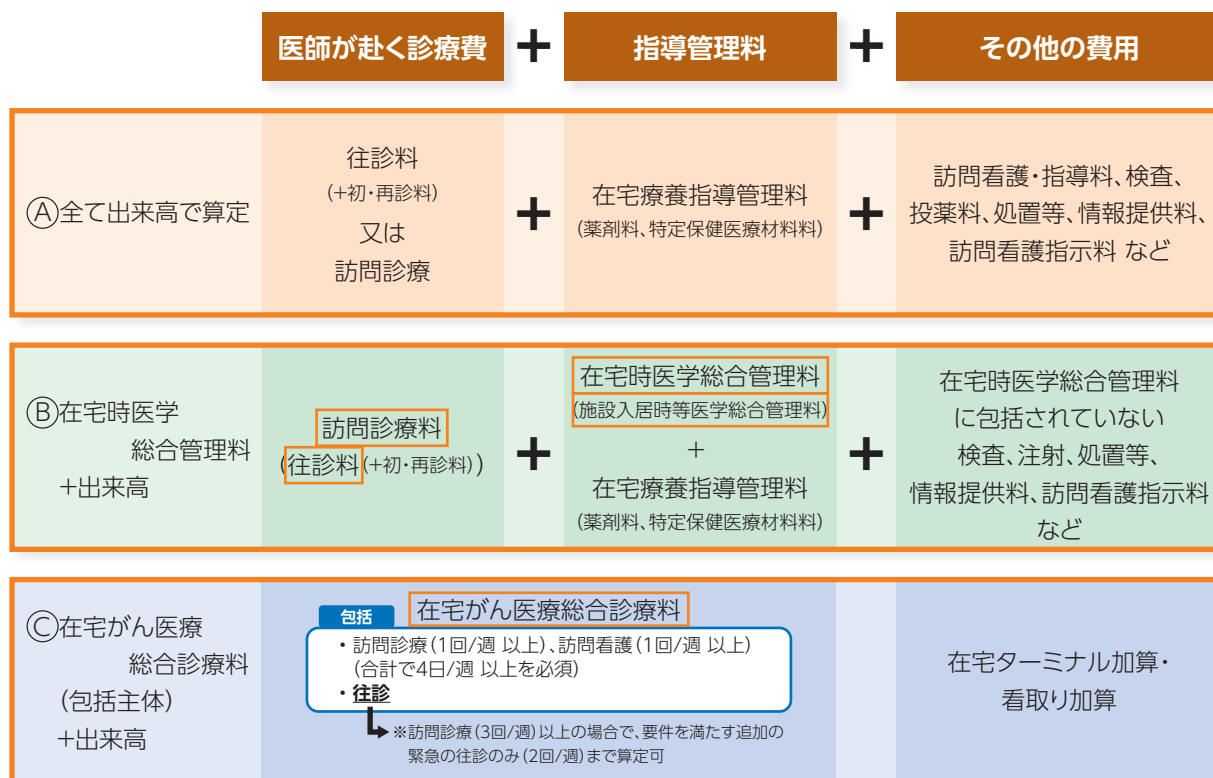 医師が赴く診療費 + 指導管理料 + その他の費用
Ⓐ全て出来高で算定
往診料
(+初・再診料)
又は
訪問診療
+
在宅療養指導管理料
(薬剤料、特定保健医療材料料)
+
訪問看護・指導料、検査、
投薬料、処置等、情報提供料、
訪問看護指示料 など
Ⓑ在宅時医学
総合管理料
+出来高
訪問診療料
(往診料(+初・再診料))
+
在宅時医学総合管理料
(施設入居時等医学総合管理料)
+
在宅療養指導管理料
(薬剤料、特定保健医療材料料)
+
在宅時医学総合管理料
に包括されていない
検査、注射、処置等、
情報提供料、訪問看護指示料
など
Ⓒ在宅がん医療
総合診療料
(包括主体)
+出来高
包括 在宅がん医療総合診療料
・訪問診療(1回/週 以上)、訪問看護(1回/週 以上)
(合計で4日/週 以上を必須)
・往診
※訪問診療(3回/週)以上の場合で、要件を満たす追加の
緊急の往診のみ(2回/週)まで算定可
在宅ターミナル加算・
看取り加算